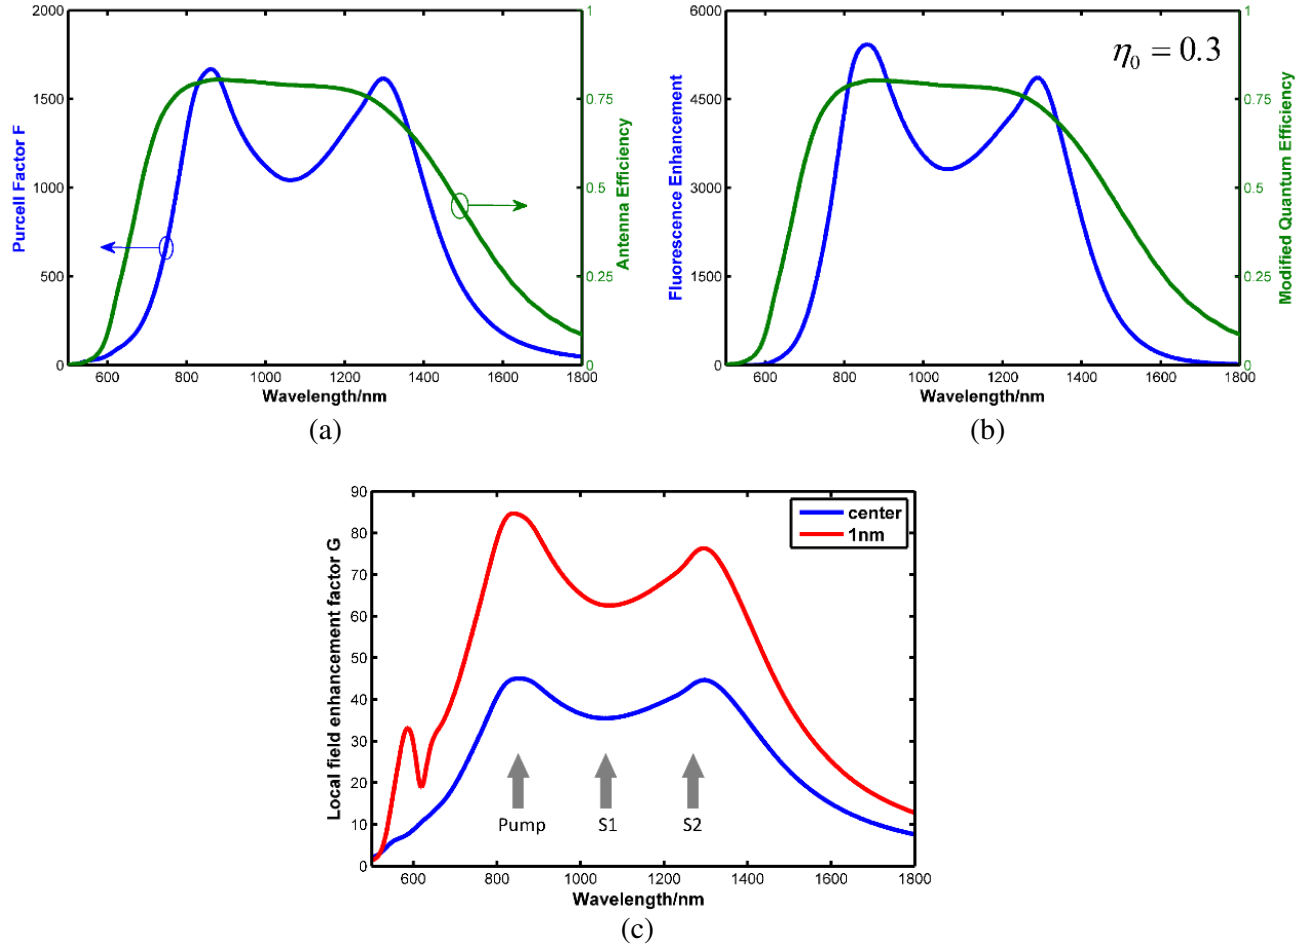 (a)
2000
1500
1000
500
0
Purcell Factor F
1
0.75
0.5
0.25
0
Antenna Efficiency
600 800 1000 1200 1400 1600 1800
Wavelength/nm
(b)
η₀ = 0.3
6000
4500
3000
1500
0
Fluorescence Enhancement
1
0.75
0.5
0.25
0
Modified Quantum Efficiency
600 800 1000 1200 1400 1600 1800
Wavelength/nm
(c)
90
80
70
60
50
40
30
20
10
0
Local field enhancement factor G
center
1nm
Pump S1 S2
600 800 1000 1200 1400 1600 1800
Wavelength/nm